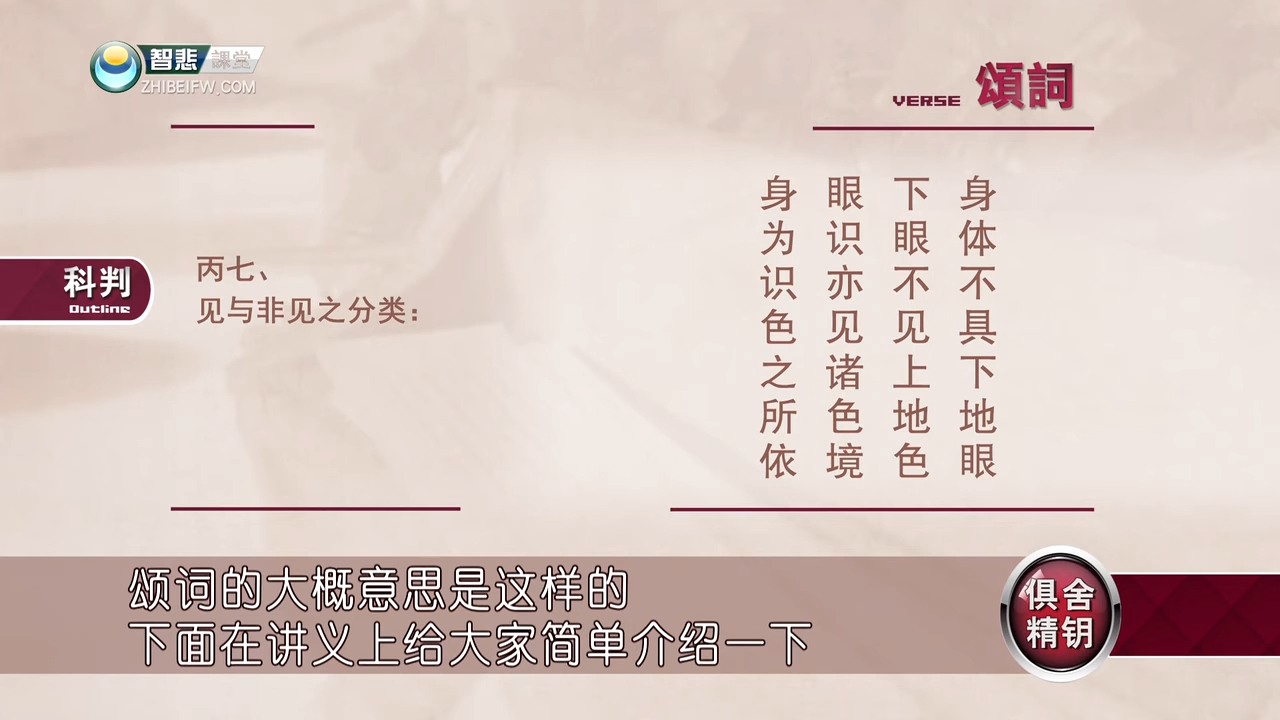 智悲課堂
ZHIBEIFW.COM
VERSE 頌詞
身体不具下地眼
下眼不见上地色
眼识亦见诸色境
身为识色之所依
科判
Outline
丙七、
见与非见之分类：
颂词的大概意思是这样的
下面在讲义上给大家简单介绍一下
俱舍
精钥